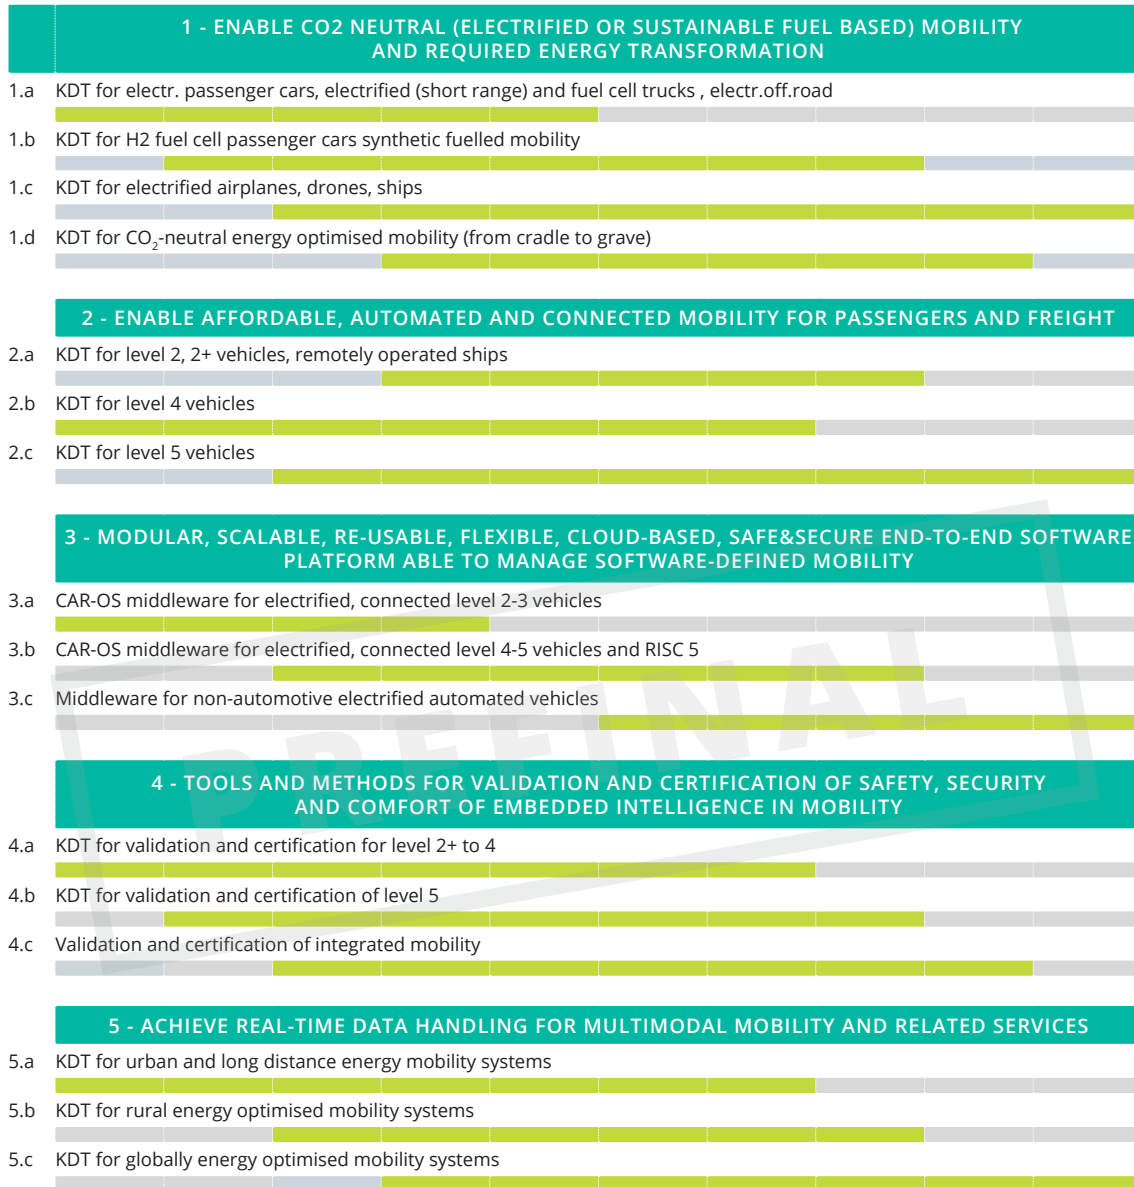 1 - ENABLE CO2 NEUTRAL (ELECTRIFIED OR SUSTAINABLE FUEL BASED) MOBILITY
AND REQUIRED ENERGY TRANSFORMATION
1.a KDT for electr. passenger cars, electrified (short range) and fuel cell trucks , electr.off.road
1.b KDT for H2 fuel cell passenger cars synthetic fuelled mobility
1.c KDT for electrified airplanes, drones, ships
1.d KDT for CO₂-neutral energy optimised mobility (from cradle to grave)
2 - ENABLE AFFORDABLE, AUTOMATED AND CONNECTED MOBILITY FOR PASSENGERS AND FREIGHT
2.a KDT for level 2, 2+ vehicles, remotely operated ships
2.b KDT for level 4 vehicles
2.c KDT for level 5 vehicles
3 - MODULAR, SCALABLE, RE-USABLE, FLEXIBLE, CLOUD-BASED, SAFE&SECURE END-TO-END SOFTWARE
PLATFORM ABLE TO MANAGE SOFTWARE-DEFINED MOBILITY
3.a CAR-OS middleware for electrified, connected level 2-3 vehicles
3.b CAR-OS middleware for electrified, connected level 4-5 vehicles and RISC 5
3.c Middleware for non-automotive electrified automated vehicles
PREFINAL
4 - TOOLS AND METHODS FOR VALIDATION AND CERTIFICATION OF SAFETY, SECURITY
AND COMFORT OF EMBEDDED INTELLIGENCE IN MOBILITY
4.a KDT for validation and certification for level 2+ to 4
4.b KDT for validation and certification of level 5
4.c Validation and certification of integrated mobility
5 - ACHIEVE REAL-TIME DATA HANDLING FOR MULTIMODAL MOBILITY AND RELATED SERVICES
5.a KDT for urban and long distance energy mobility systems
5.b KDT for rural energy optimised mobility systems
5.c KDT for globally energy optimised mobility systems